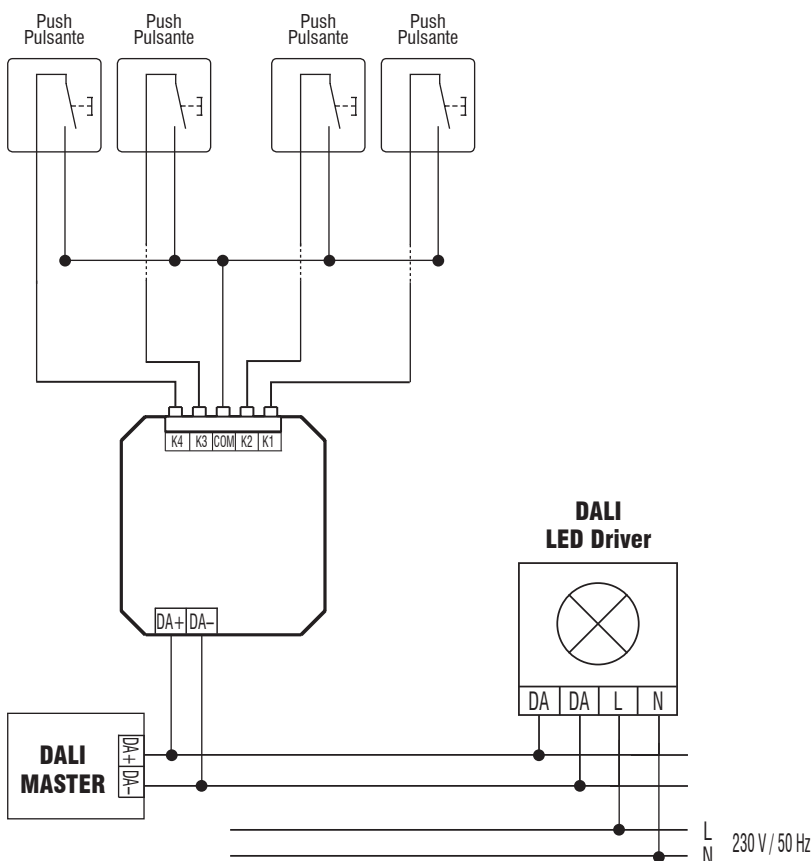 Push
Pulsante
Push
Pulsante
Push
Pulsante
Push
Pulsante
K4 K3 COM K2 K1
DA+ DA–
DALI
LED Driver
DA DA L N
DALI
MASTER
DA+
DA–
L
N
230 V / 50 Hz